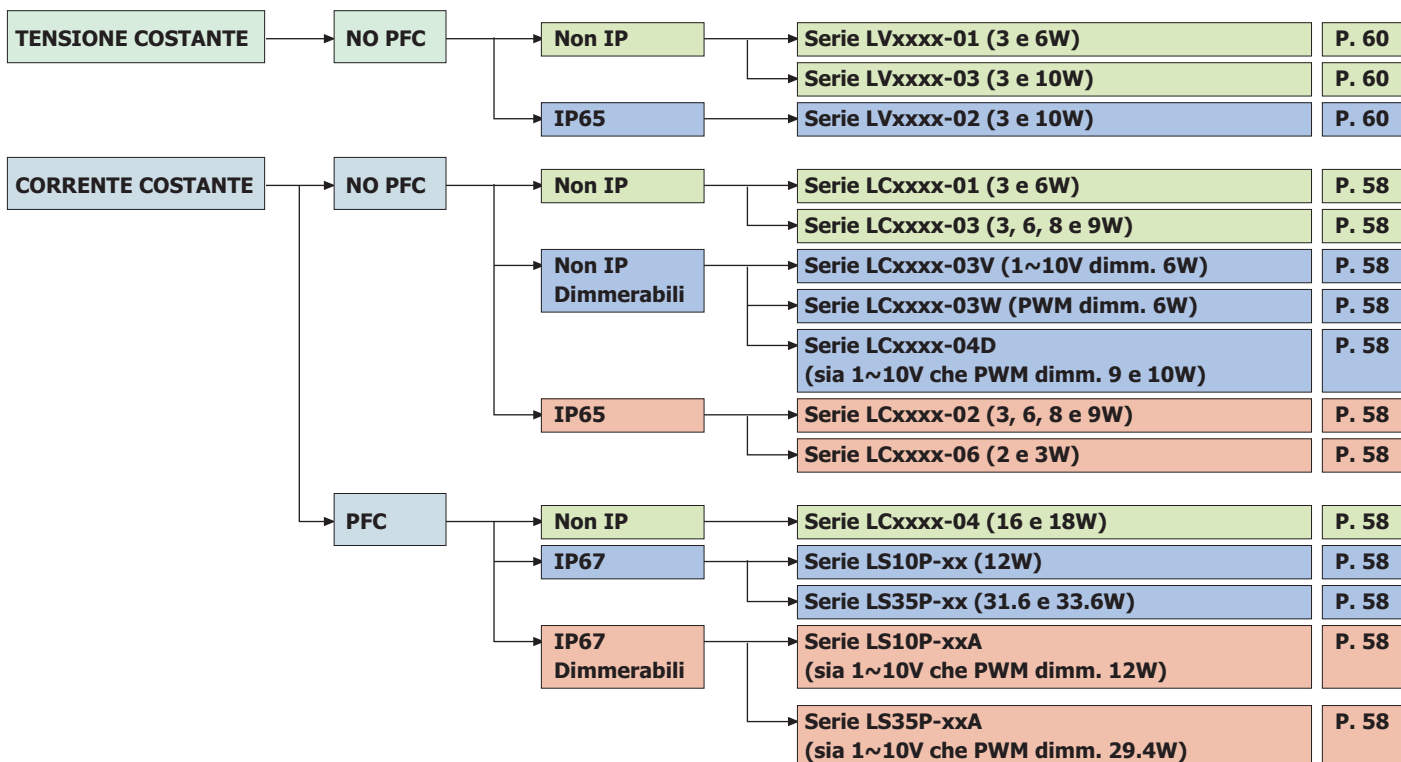 TENSIONE COSTANTE
NO PFC
Non IP
Serie LVxxxx-01 (3 e 6W)
P. 60
Serie LVxxxx-03 (3 e 10W)
P. 60
IP65
Serie LVxxxx-02 (3 e 10W)
P. 60
CORRENTE COSTANTE
NO PFC
Non IP
Serie LCxxxx-01 (3 e 6W)
P. 58
Serie LCxxxx-03 (3, 6, 8 e 9W)
P. 58
Non IP
Dimmerabili
Serie LCxxxx-03V (1~10V dimm. 6W)
P. 58
Serie LCxxxx-03W (PWM dimm. 6W)
P. 58
Serie LCxxxx-04D
(sia 1~10V che PWM dimm. 9 e 10W)
P. 58
IP65
Serie LCxxxx-02 (3, 6, 8 e 9W)
P. 58
Serie LCxxxx-06 (2 e 3W)
P. 58
PFC
Non IP
Serie LCxxxx-04 (16 e 18W)
P. 58
IP67
Serie LS10P-xx (12W)
P. 58
Serie LS35P-xx (31.6 e 33.6W)
P. 58
IP67
Dimmerabili
Serie LS10P-xxA
(sia 1~10V che PWM dimm. 12W)
P. 58
Serie LS35P-xxA
(sia 1~10V che PWM dimm. 29.4W)
P. 58